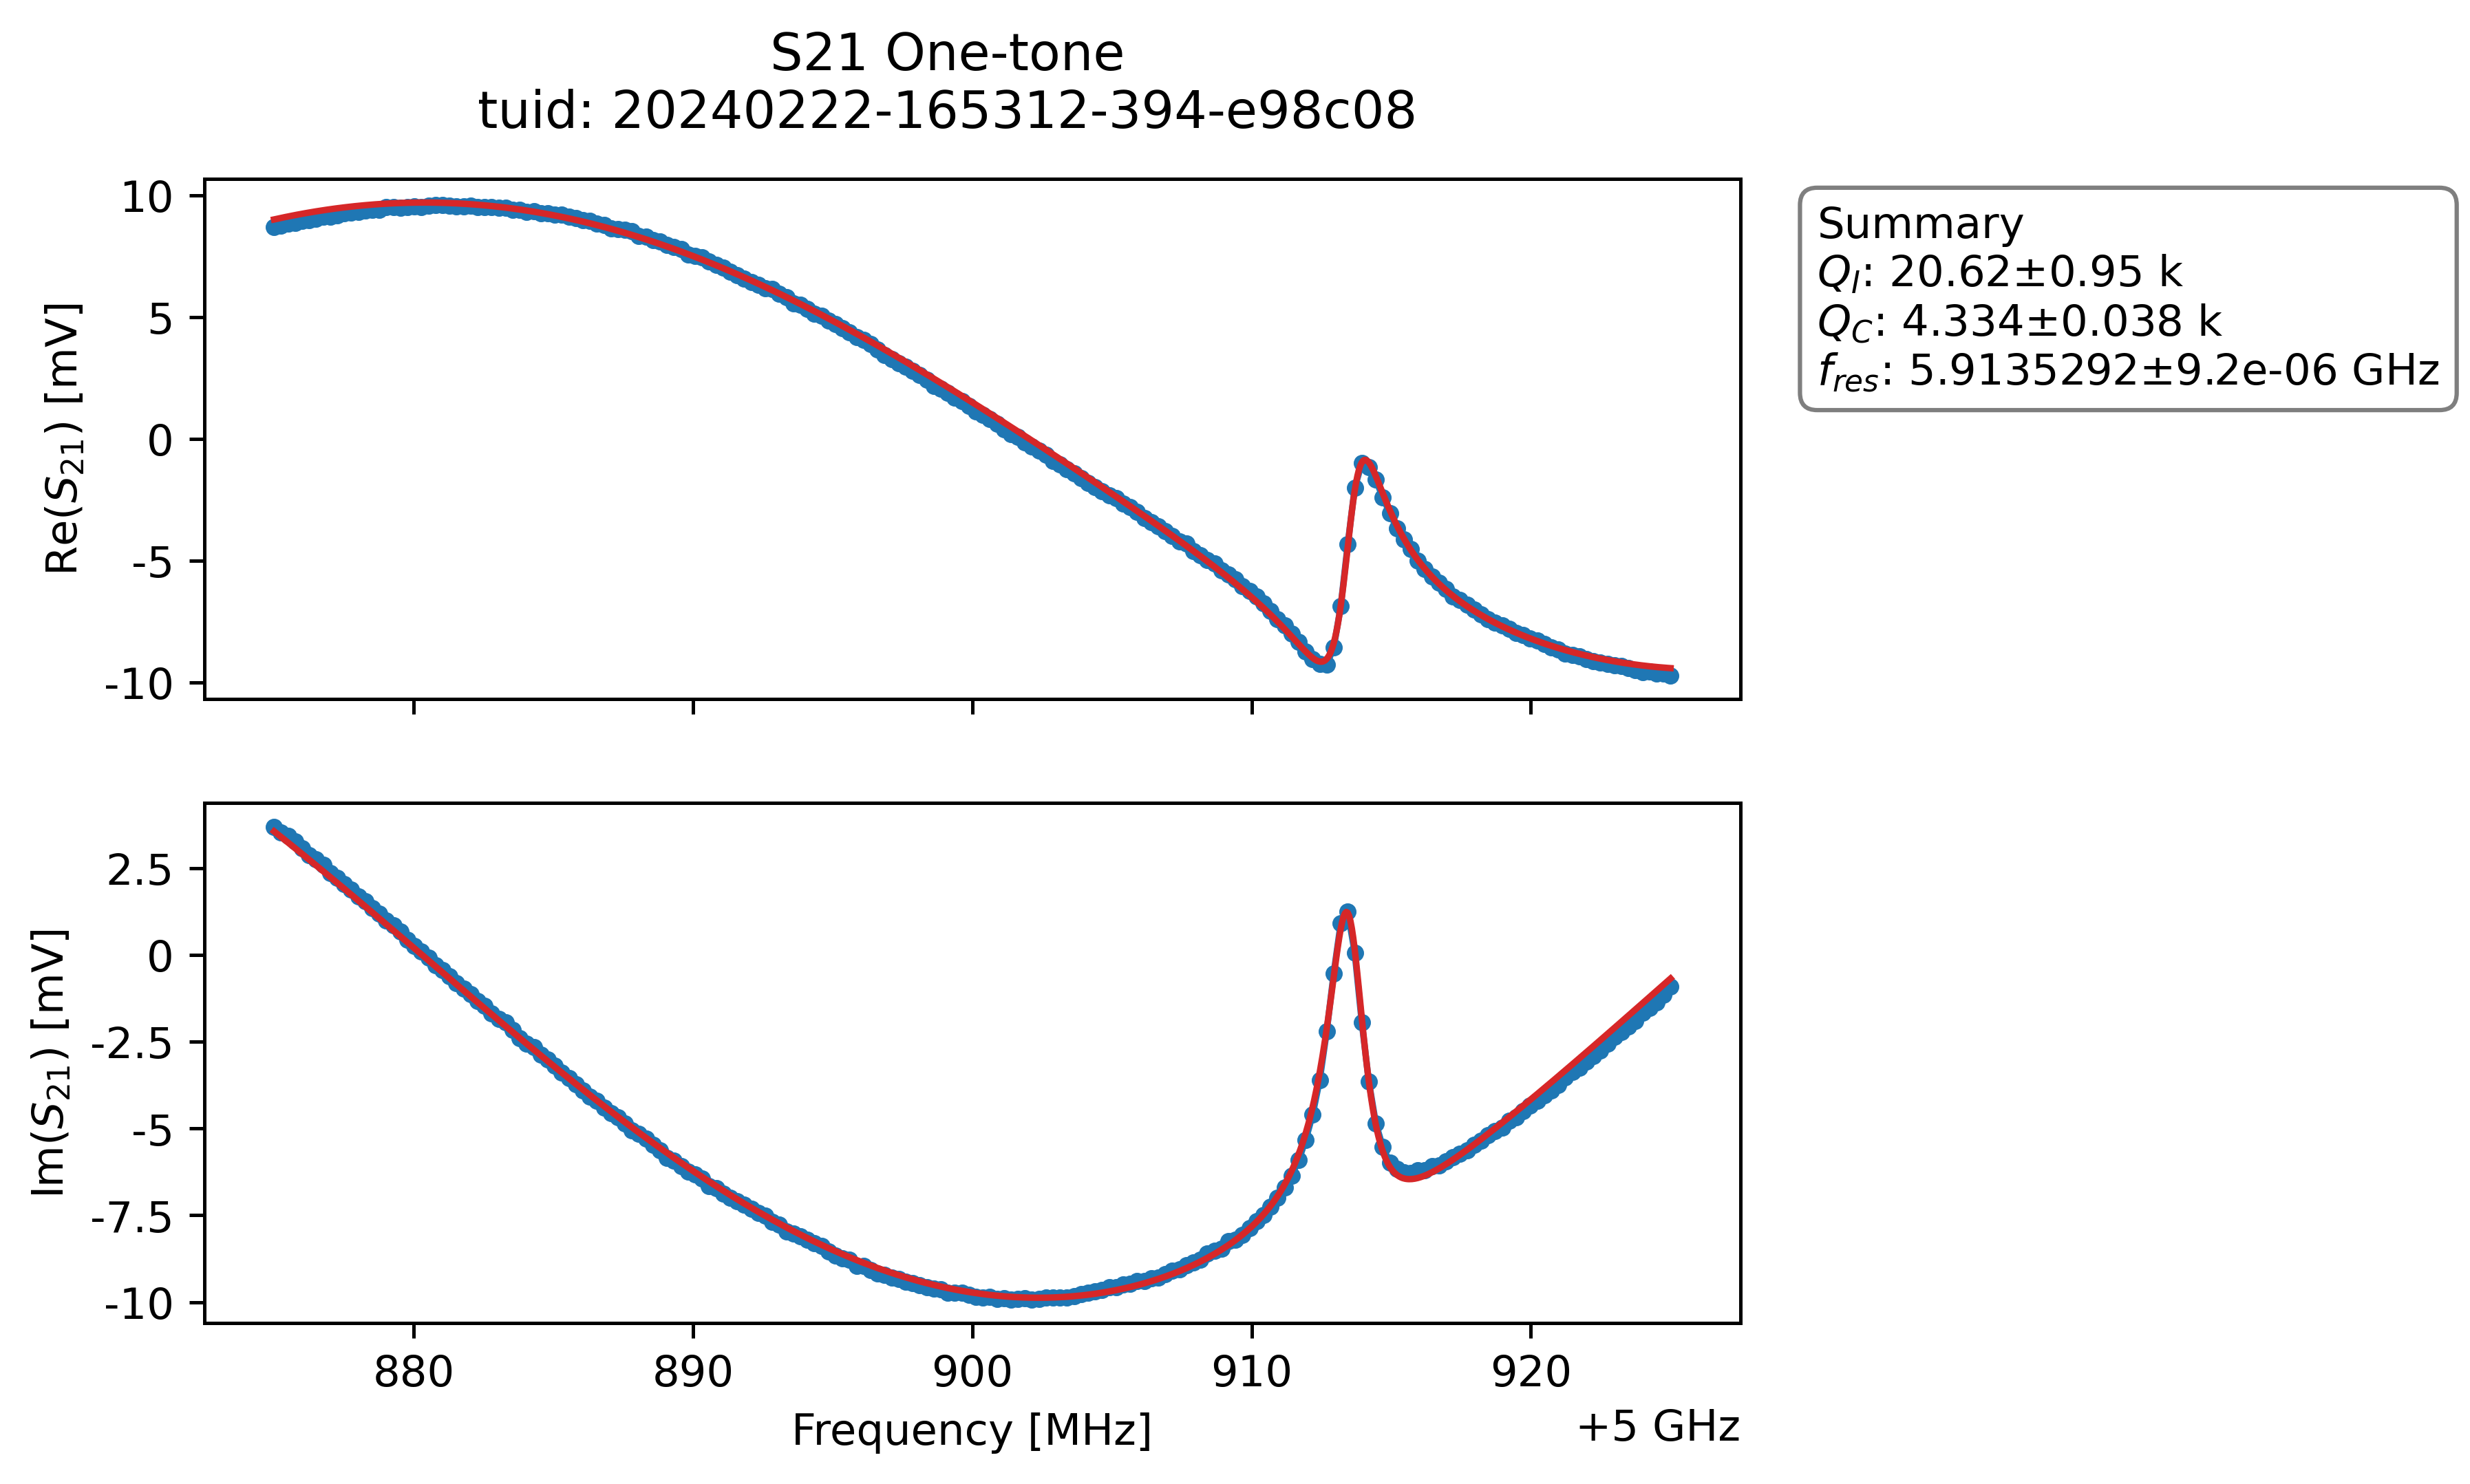 S21 One-tone
tuid: 20240222-165312-394-e98c08
10
5
0
-5
-10
Re(S21) [mV]
Summary
QI: 20.62±0.95 k
QC: 4.334±0.038 k
fres: 5.9135292±9.2e-06 GHz
2.5
0
-2.5
-5
-7.5
-10
Im(S21) [mV]
880 890 900 910 920
Frequency [MHz]
+5 GHz